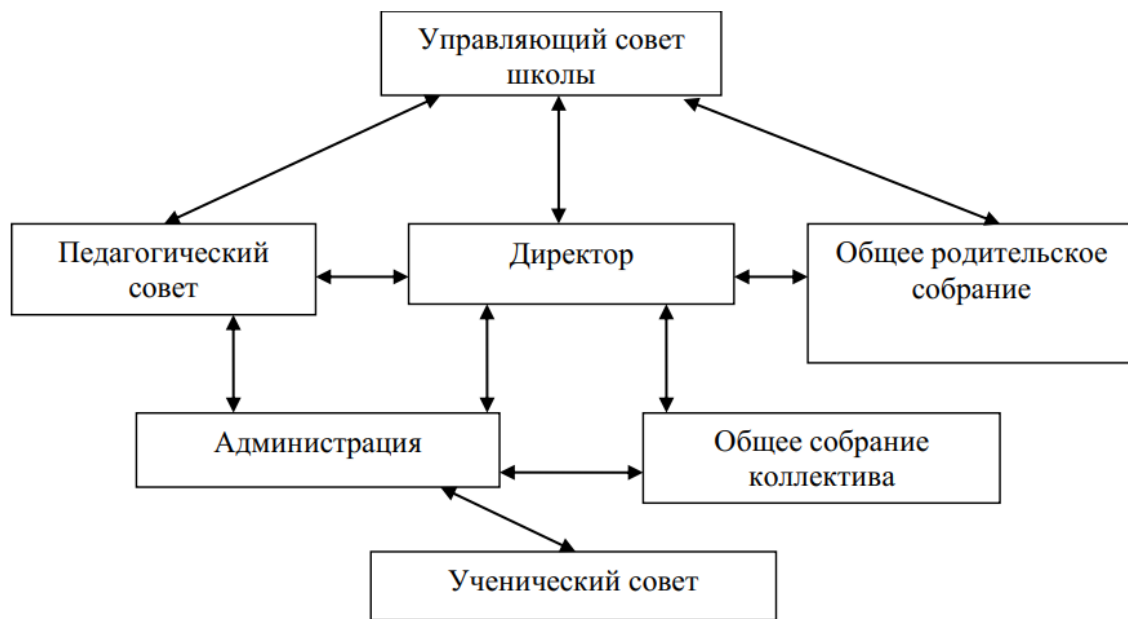 Управляющий совет
школы
Педагогический
совет
Директор
Общее родительское
собрание
Администрация
Общее собрание
коллектива
Ученический совет